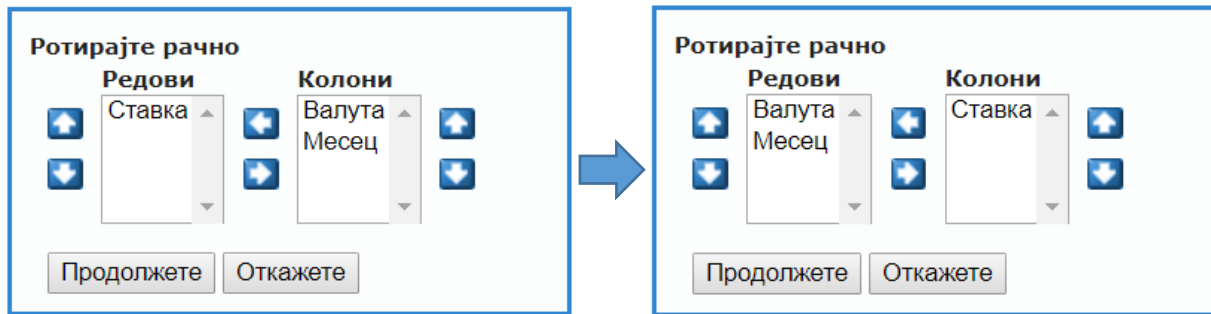 Ротирајте рачно
Редови Колони
Ставка Валута
Месец
Продолжете Откажете
Ротирајте рачно
Редови Колони
Валута Ставка
Месец
Продолжете Откажете